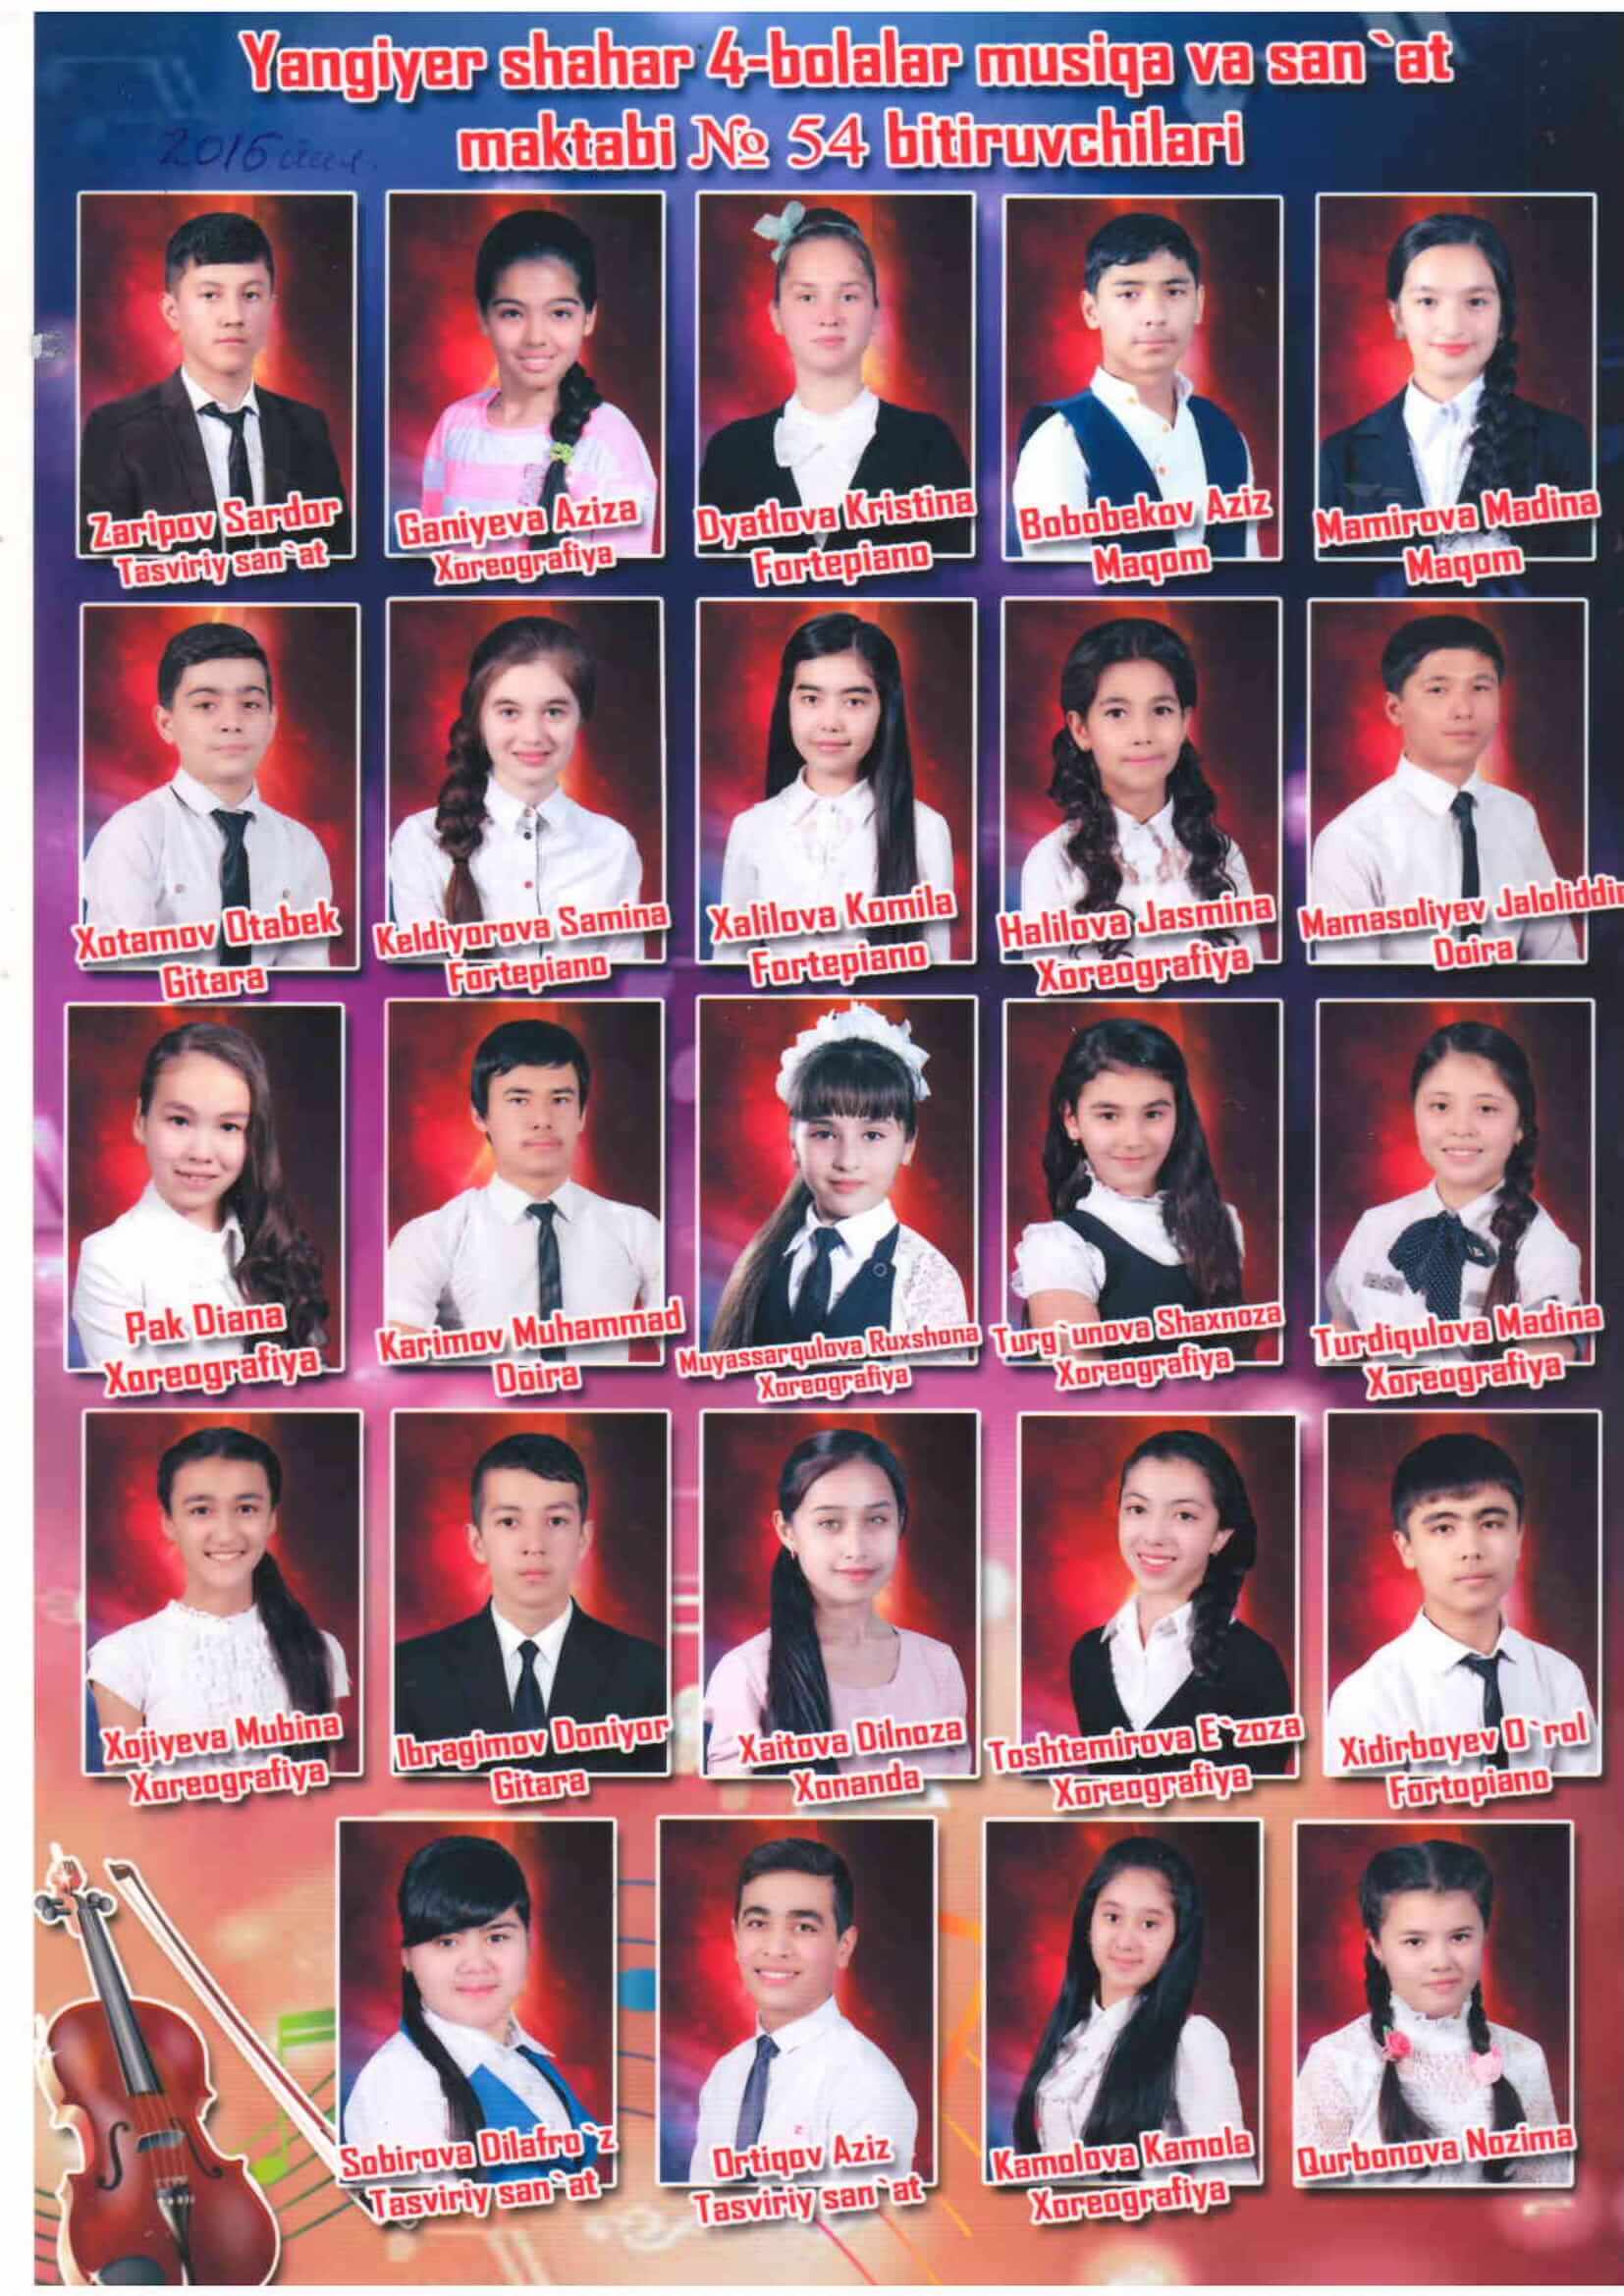 Yangiyer shahar 4-bolalar musiqa va san`at
maktabi № 54 bitiruvchilari
2016
Zaripov Sardor
Tasviriy san`at
Ganiyeva Aziza
Xoreografiya
Dyatlova Kristina
Fortepiano
Bobobekov Aziz
Maqom
Mamirova Madina
Maqom
Xotamov Otabek
Gitara
Keldiyorova Samina
Fortepiano
Xalilova Komila
Fortepiano
Halilova Jasmina
Xoreografiya
Mamasoliyev Jaloliddi
Doira
Pak Diana
Xoreografiya
Karimov Muhammad
Doira
Muyassarqulova Ruxshona
Xoreografiya
Turg`unova Shaxnoza
Xoreografiya
Turdiqulova Madina
Xoreografiya
Xojiyeva Mubina
Xoreografiya
Ibragimov Doniyor
Gitara
Xaitova Dilnoza
Xonanda
Toshtemirova E`zoza
Xoreografiya
Xidirboyev O`rol
Fortopiano
Sobirova Dilafro`z
Tasviriy san`at
Ortiqov Aziz
Tasviriy san`at
Kamolova Kamola
Xoreografiya
Qurbonova Nozima